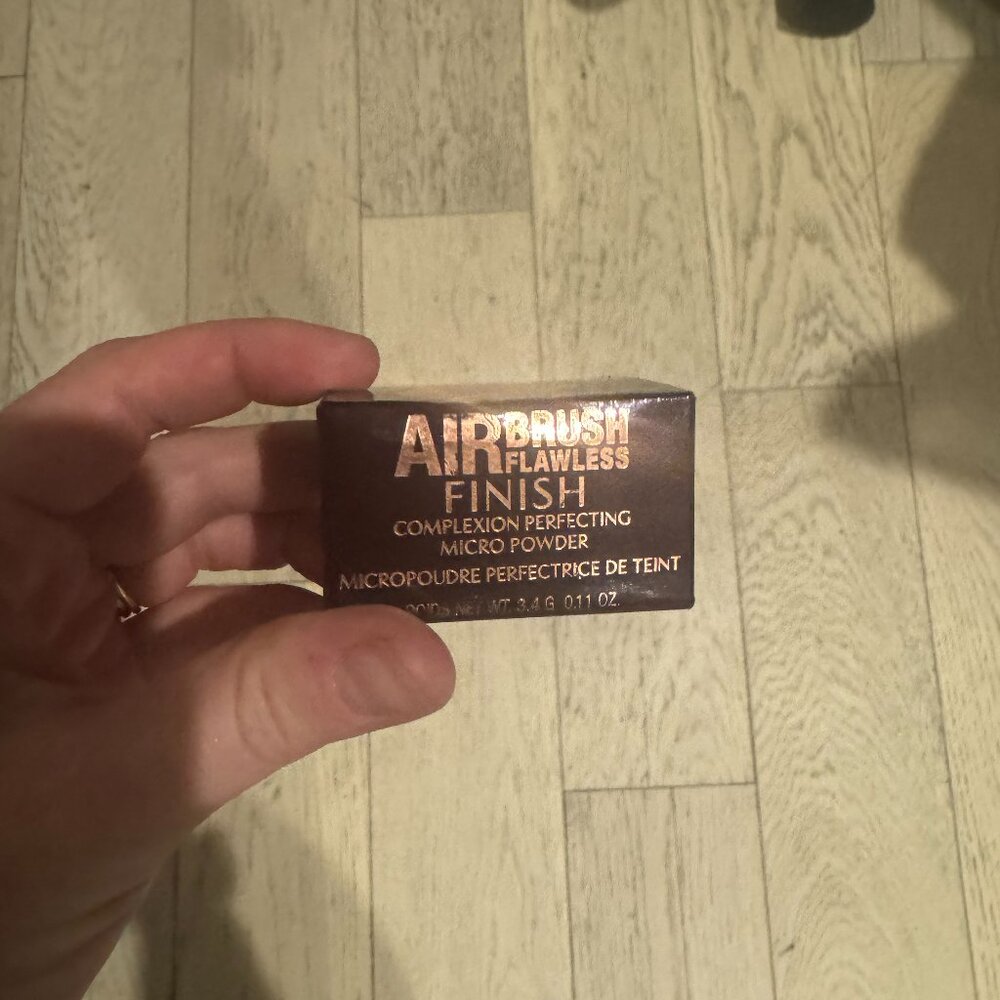 AIRBRUSH
FLAWLESS
FINISH
COMPLEXION PERFECTING
MICRO POWDER
MICROPOUDRE PERFECTRICE DE TEINT
NET WT. 3.4 G 0.11 OZ.